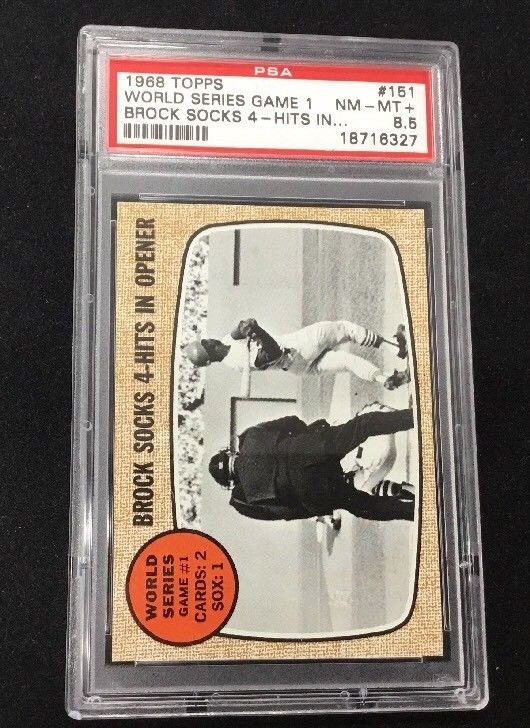 PSA
1968 TOPPS #151
WORLD SERIES GAME 1 NM-MT+
BROCK SOCKS 4-HITS IN... 8.5
18716327
BROCK SOCKS 4-HITS IN OPENER
WORLD
SERIES
GAME #1
CARDS: 2
SOX: 1